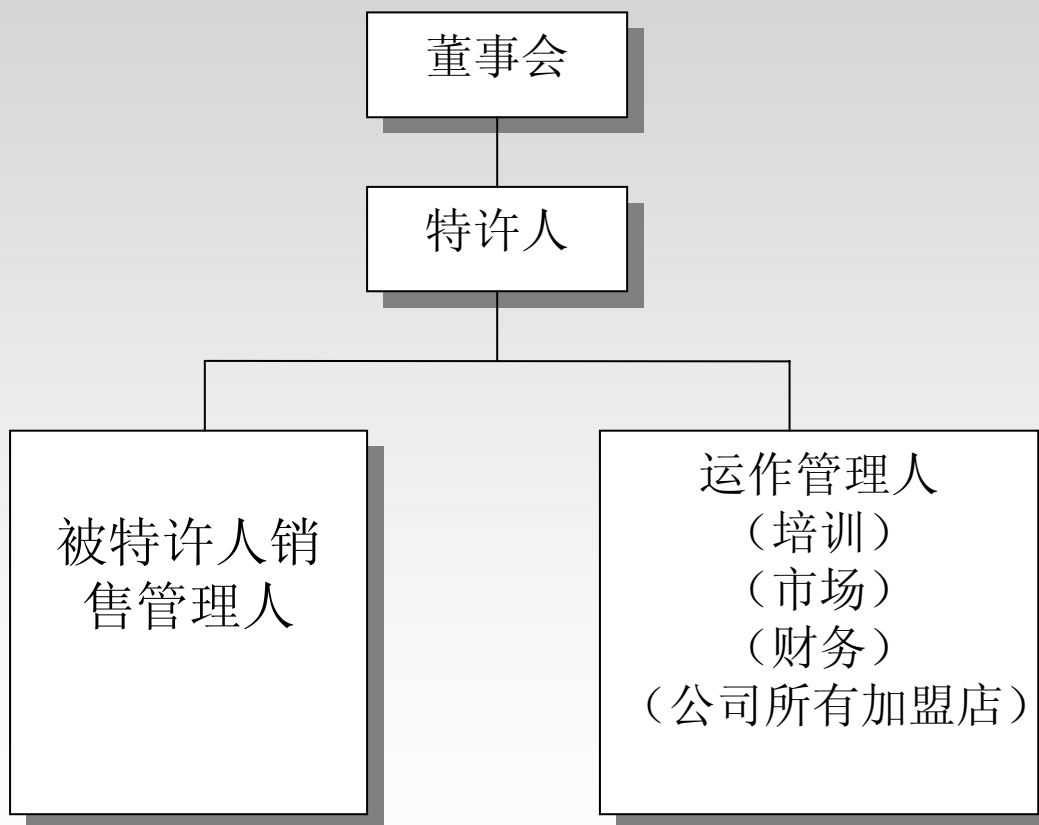 董事会
特许人
被特许人销
售管理人
运作管理人
（培训）
（市场）
（财务）
（公司所有加盟店）